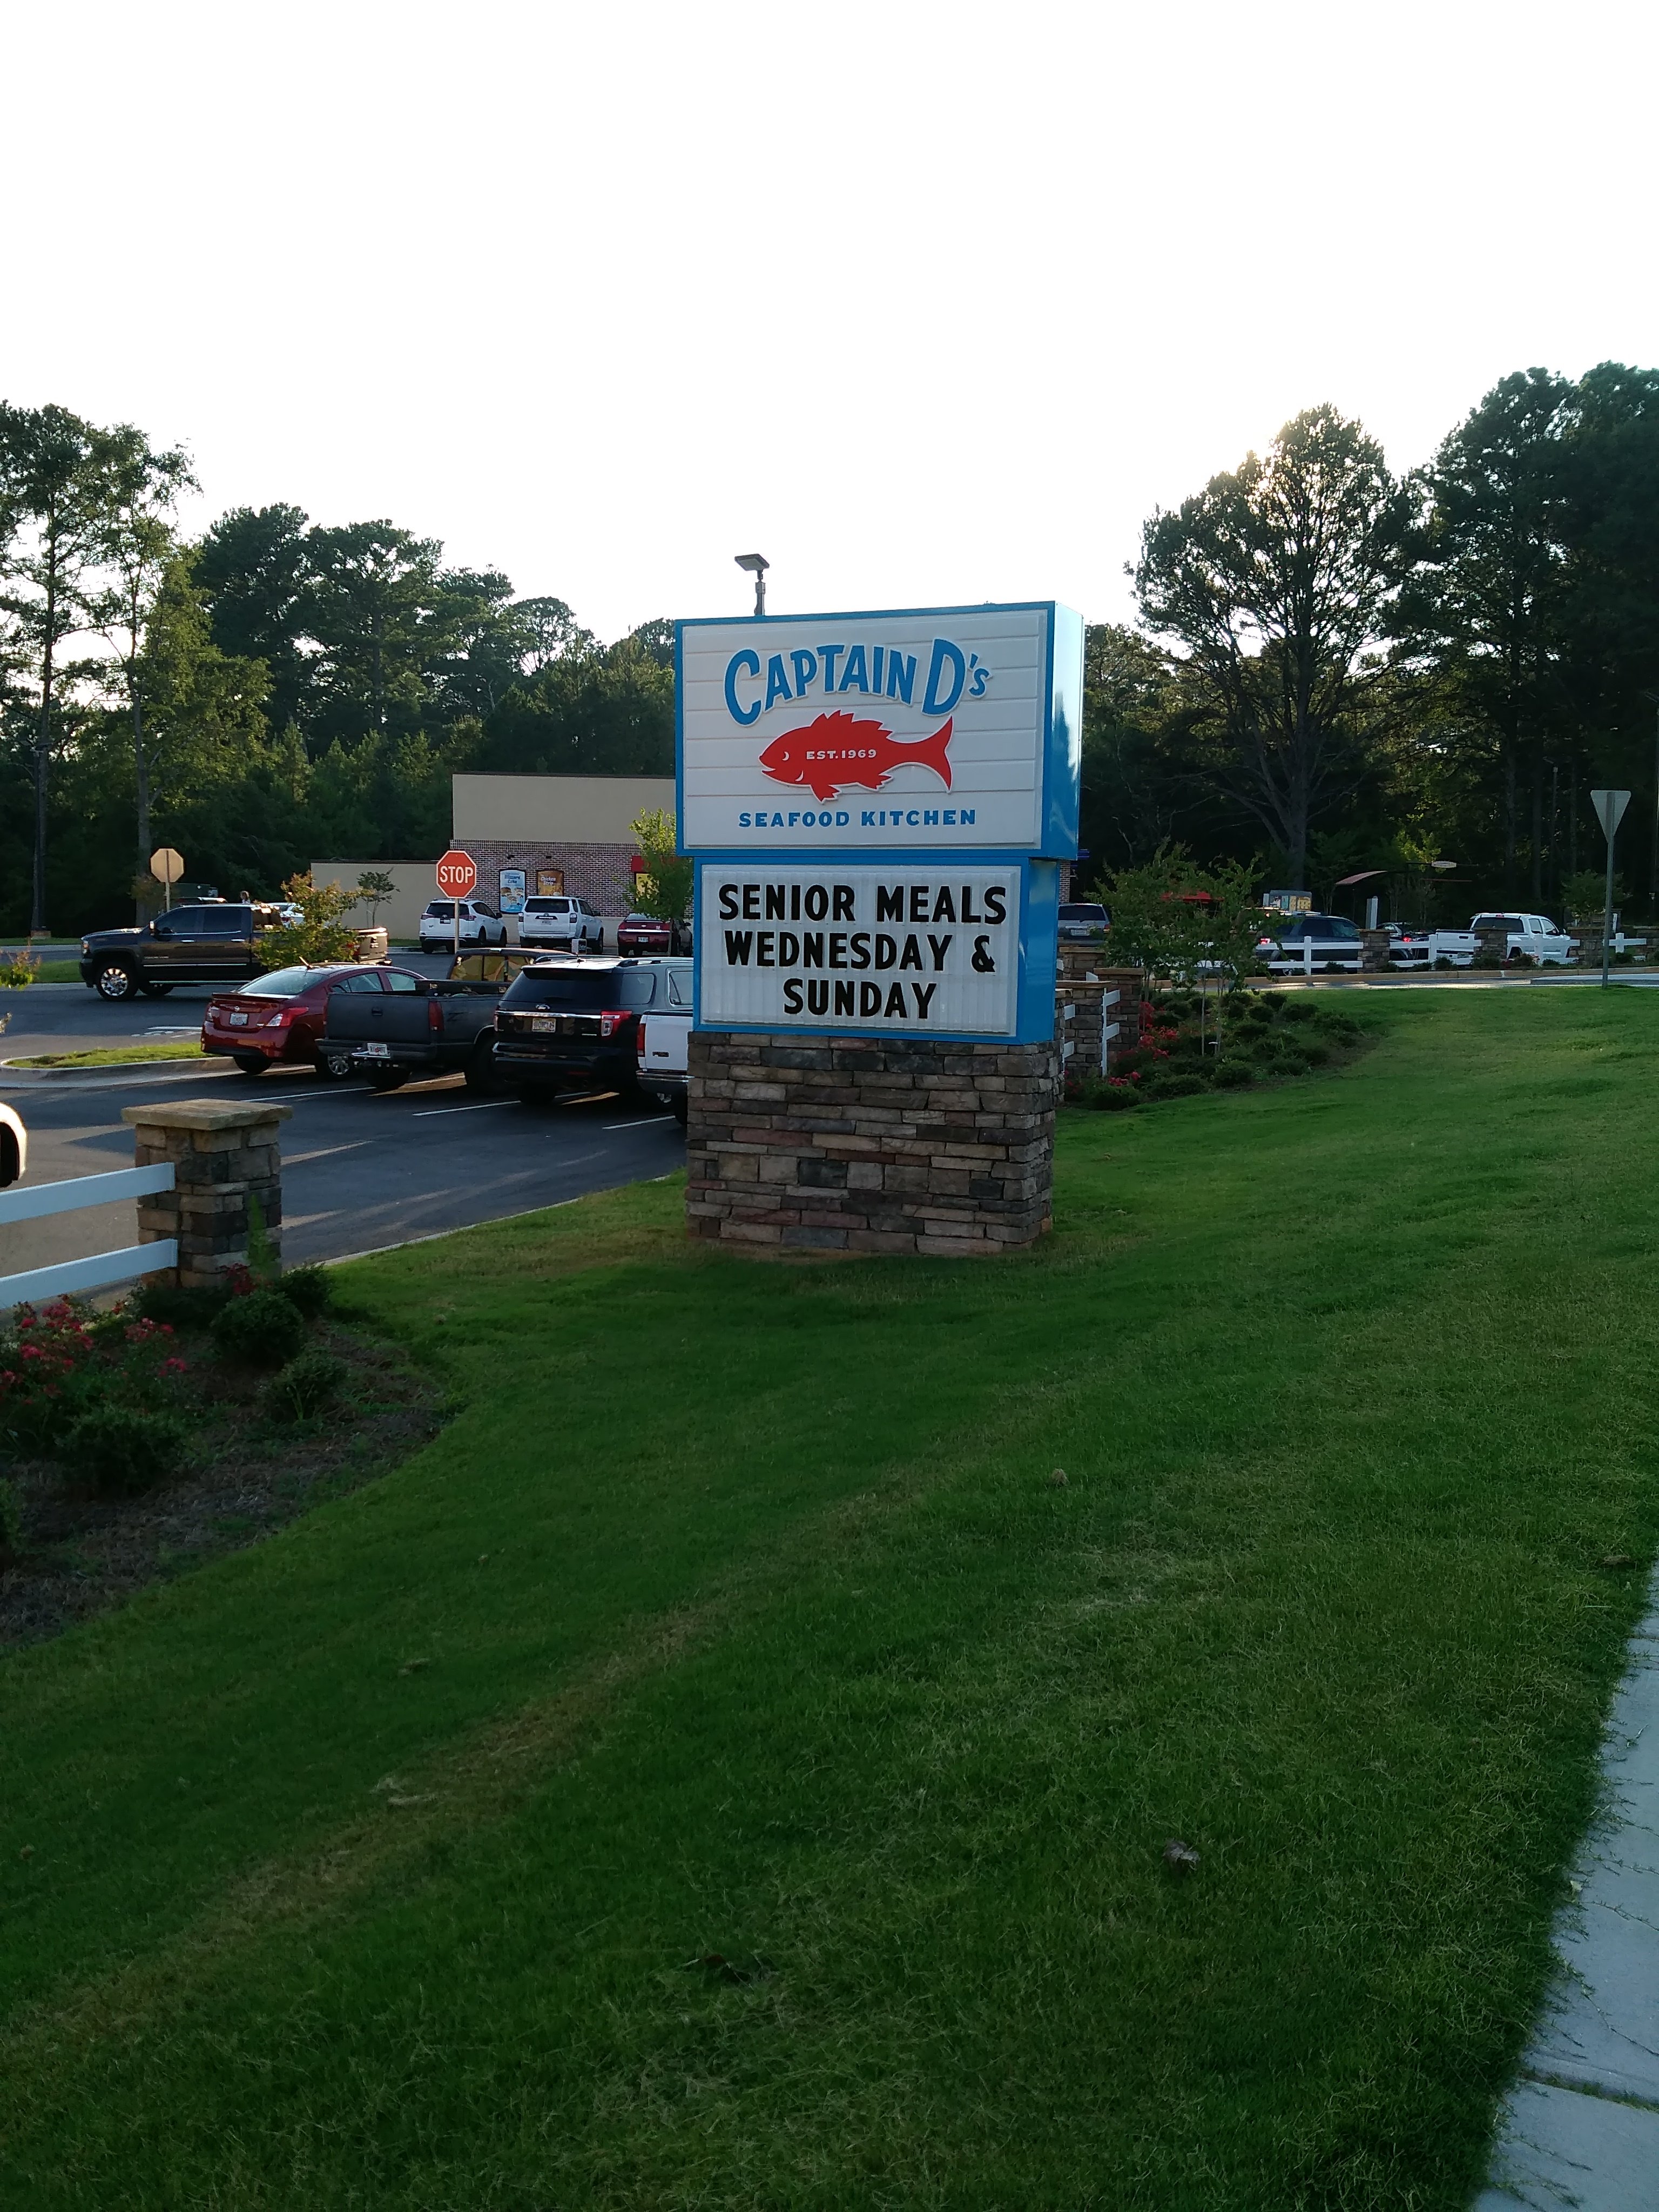 CAPTAIN D's
EST. 1969
SEAFOOD KITCHEN
SENIOR MEALS
WEDNESDAY &
SUNDAY
STOP